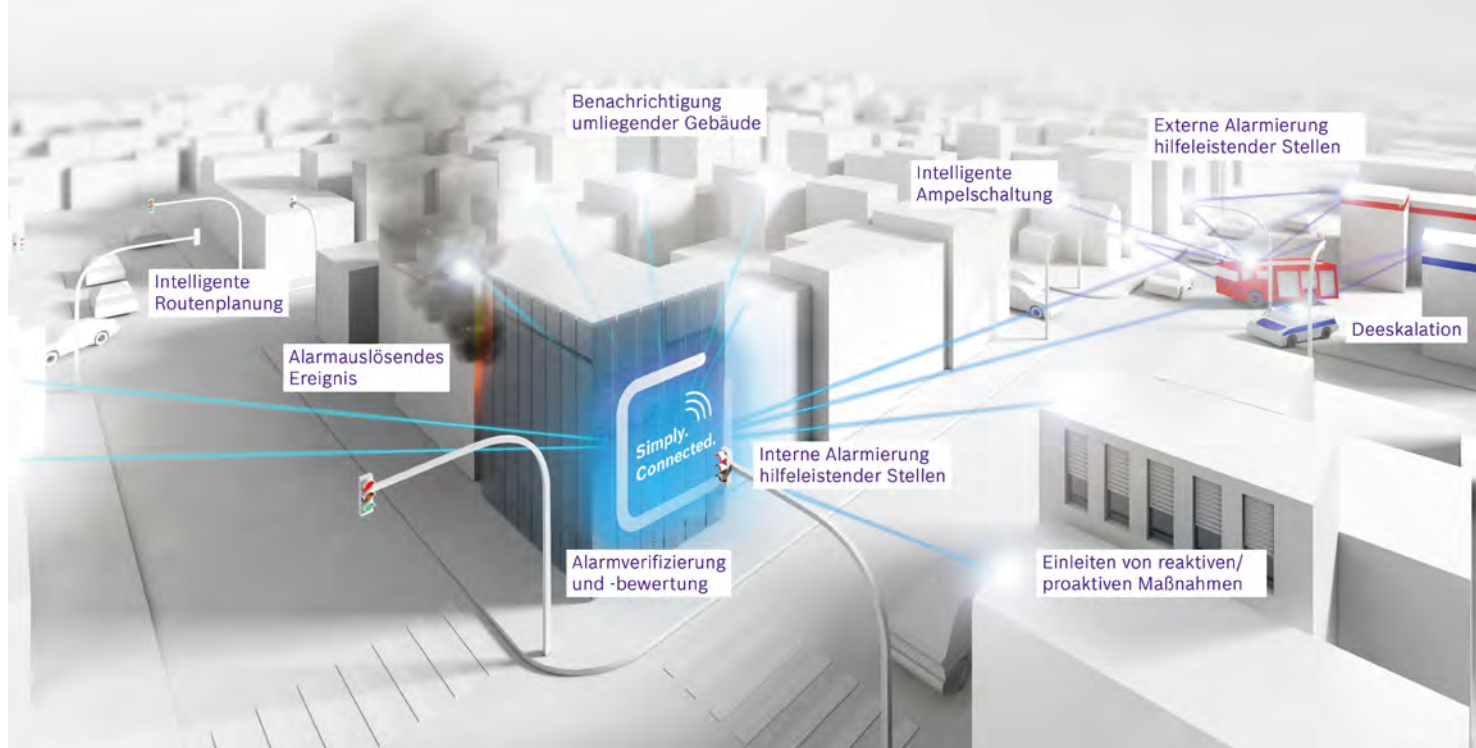 Benachrichtigung
umliegender Gebäude
Externe Alarmierung
hilfeleistender Stellen
Intelligente
Ampelschaltung
Intelligente
Routenplanung
Deeskalation
Alarmauslösendes
Ereignis
Simply.
Connected.
Interne Alarmierung
hilfeleistender Stellen
Alarmverifizierung
und -bewertung
Einleiten von reaktiven/
proaktiven Maßnahmen